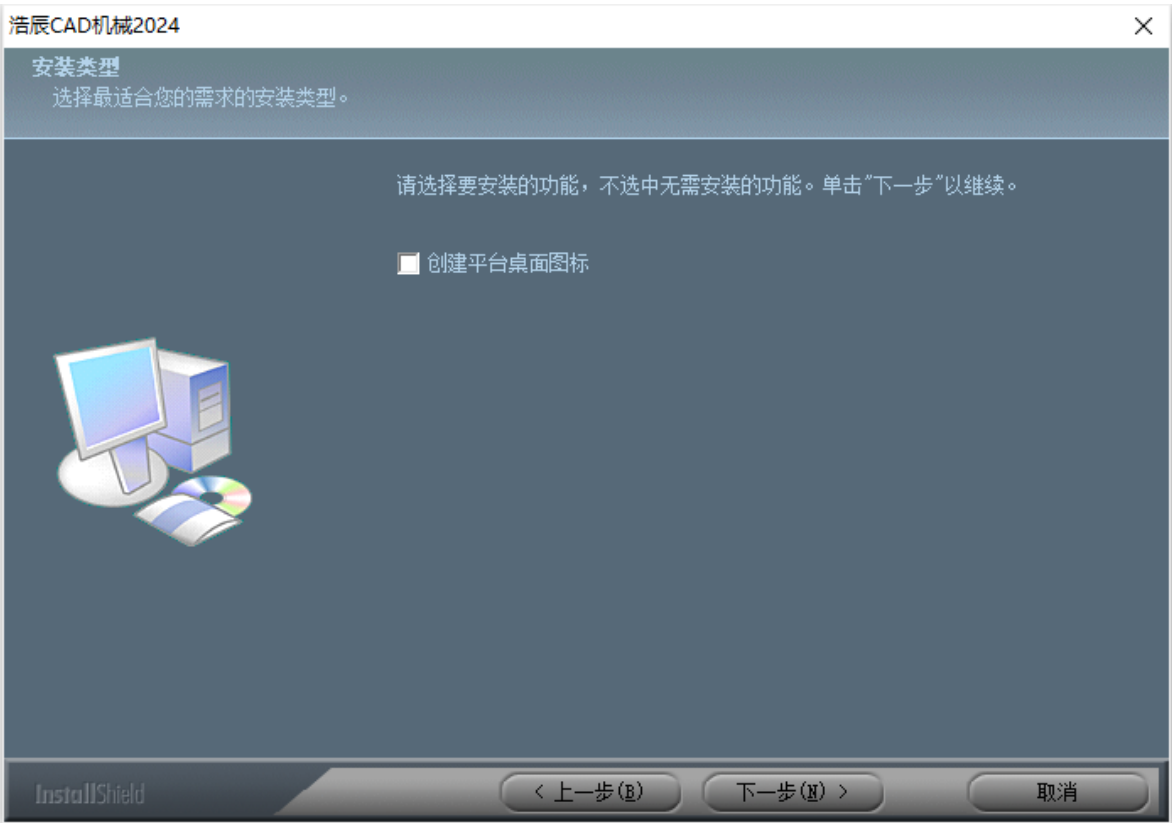 浩辰CAD机械2024
安装类型
选择最适合您的需求的安装类型。
请选择要安装的功能，不选中无需安装的功能。单击"下一步"以继续。
创建平台桌面图标
InstallShield
< 上一步(B)
下一步(N) >
取消